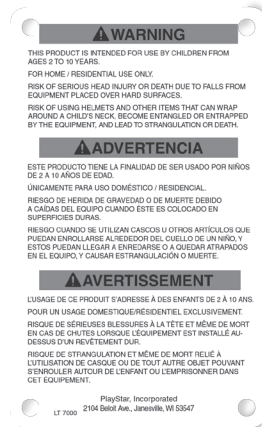 WARNING
THIS PRODUCT IS INTENDED FOR USE BY CHILDREN FROM
AGES 2 TO 10 YEARS.
FOR HOME / RESIDENTIAL USE ONLY.
RISK OF SERIOUS HEAD INJURY OR DEATH DUE TO FALLS FROM
EQUIPMENT PLACED OVER HARD SURFACES.
RISK OF USING HELMETS AND OTHER ITEMS THAT CAN WRAP
AROUND A CHILD'S NECK, BECOME ENTANGLED OR ENTRAPPED
BY THE EQUIPMENT, AND LEAD TO STRANGULATION OR DEATH.
ADVERTENCIA
ESTE PRODUCTO TIENE LA FINALIDAD DE SER USADO POR NIÑOS
DE 2 A 10 AÑOS DE EDAD.
ÚNICAMENTE PARA USO DOMÉSTICO / RESIDENCIAL.
RIESGO DE HERIDA DE GRAVEDAD O DE MUERTE DEBIDO
A CAÍDAS DEL EQUIPO CUANDO ÉSTE ES COLOCADO EN
SUPERFICIES DURAS.
RIESGO CUANDO SE UTILIZAN CASCOS U OTROS ARTÍCULOS QUE
PUEDAN ENROLLARSE ALREDEDOR DEL CUELLO DE UN NIÑO, Y
ESTOS PUEDAN LLEGAR A ENREDARSE O A QUEDAR ATRAPADOS
EN EL EQUIPO, Y CAUSAR ESTRANGULACIÓN O MUERTE.
AVERTISSEMENT
L'USAGE DE CE PRODUIT S'ADRESSE À DES ENFANTS DE 2 À 10 ANS.
POUR UN USAGE DOMESTIQUE/RÉSIDENTIEL EXCLUSIVEMENT.
RISQUE DE SÉRIEUSES BLESSURES À LA TÊTE ET MÊME DE MORT
EN CAS DE CHUTES LORSQUE L'ÉQUIPEMENT EST INSTALLÉ AU-
DESSUS D'UN REVÊTEMENT DUR.
RISQUE DE STRANGULATION ET MÊME DE MORT RELIÉ À
L'UTILISATION DE CASQUE OU DE TOUT AUTRE OBJET POUVANT
S'ENROULER AUTOUR DE L'ENFANT OU L'EMPRISONNER DANS
CET ÉQUIPEMENT.
PlayStar, Incorporated
LT 7000 2104 Beloit Ave., Janesville, WI 53547